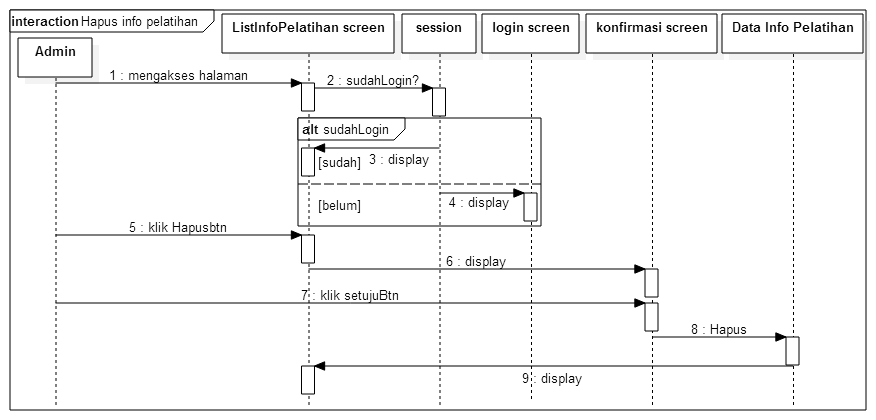 interaction Hapus info pelatihan
Admin
ListInfoPelatihan screen
session
login screen
konfirmasi screen
Data Info Pelatihan
1 : mengakses halaman
2 : sudahLogin?
alt sudahLogin
[sudah]
3 : display
[belum]
4 : display
5 : klik Hapusbtn
6 : display
7 : klik setujuBtn
8 : Hapus
9 : display